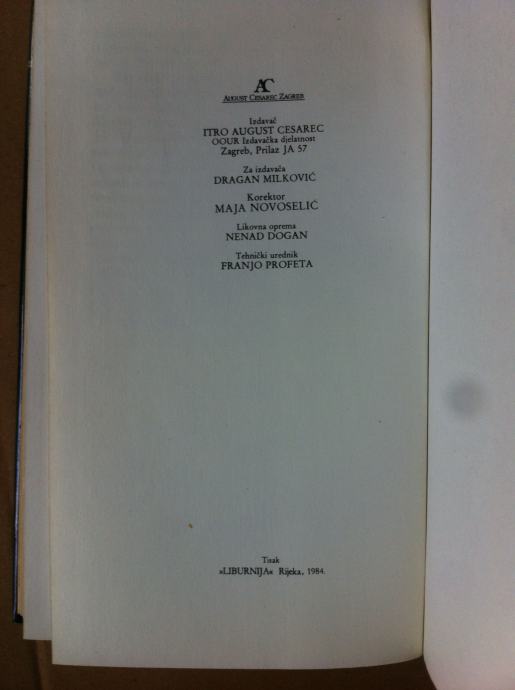 AC
AUGUST CESAREC ZAGREB
Izdavač
ITRO AUGUST CESAREC
OOUR Izdavačka djelatnost
Zagreb, Prilaz JA 57
Za izdavača
DRAGAN MILKOVIĆ
Korektor
MAJA NOVOSELIĆ
Likovna oprema
NENAD DOGAN
Tehnički urednik
FRANJO PROFETA
Tisak
»LIBURNIJA« Rijeka, 1984.